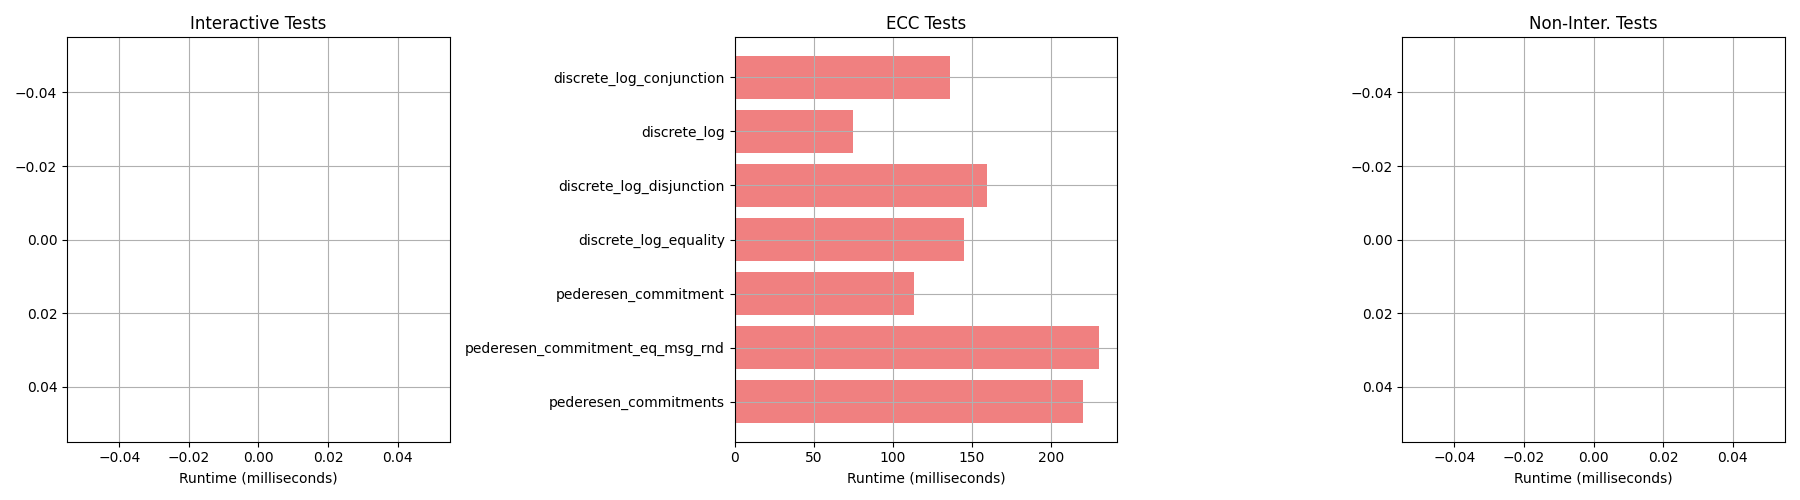 Interactive Tests
−0.04
−0.02
0.00
0.02
0.04
−0.04 −0.02 0.00 0.02 0.04
Runtime (milliseconds)
ECC Tests
discrete_log_conjunction
discrete_log
discrete_log_disjunction
discrete_log_equality
pederesen_commitment
pederesen_commitment_eq_msg_rnd
pederesen_commitments
0 50 100 150 200
Runtime (milliseconds)
Non-Inter. Tests
−0.04
−0.02
0.00
0.02
0.04
−0.04 −0.02 0.00 0.02 0.04
Runtime (milliseconds)